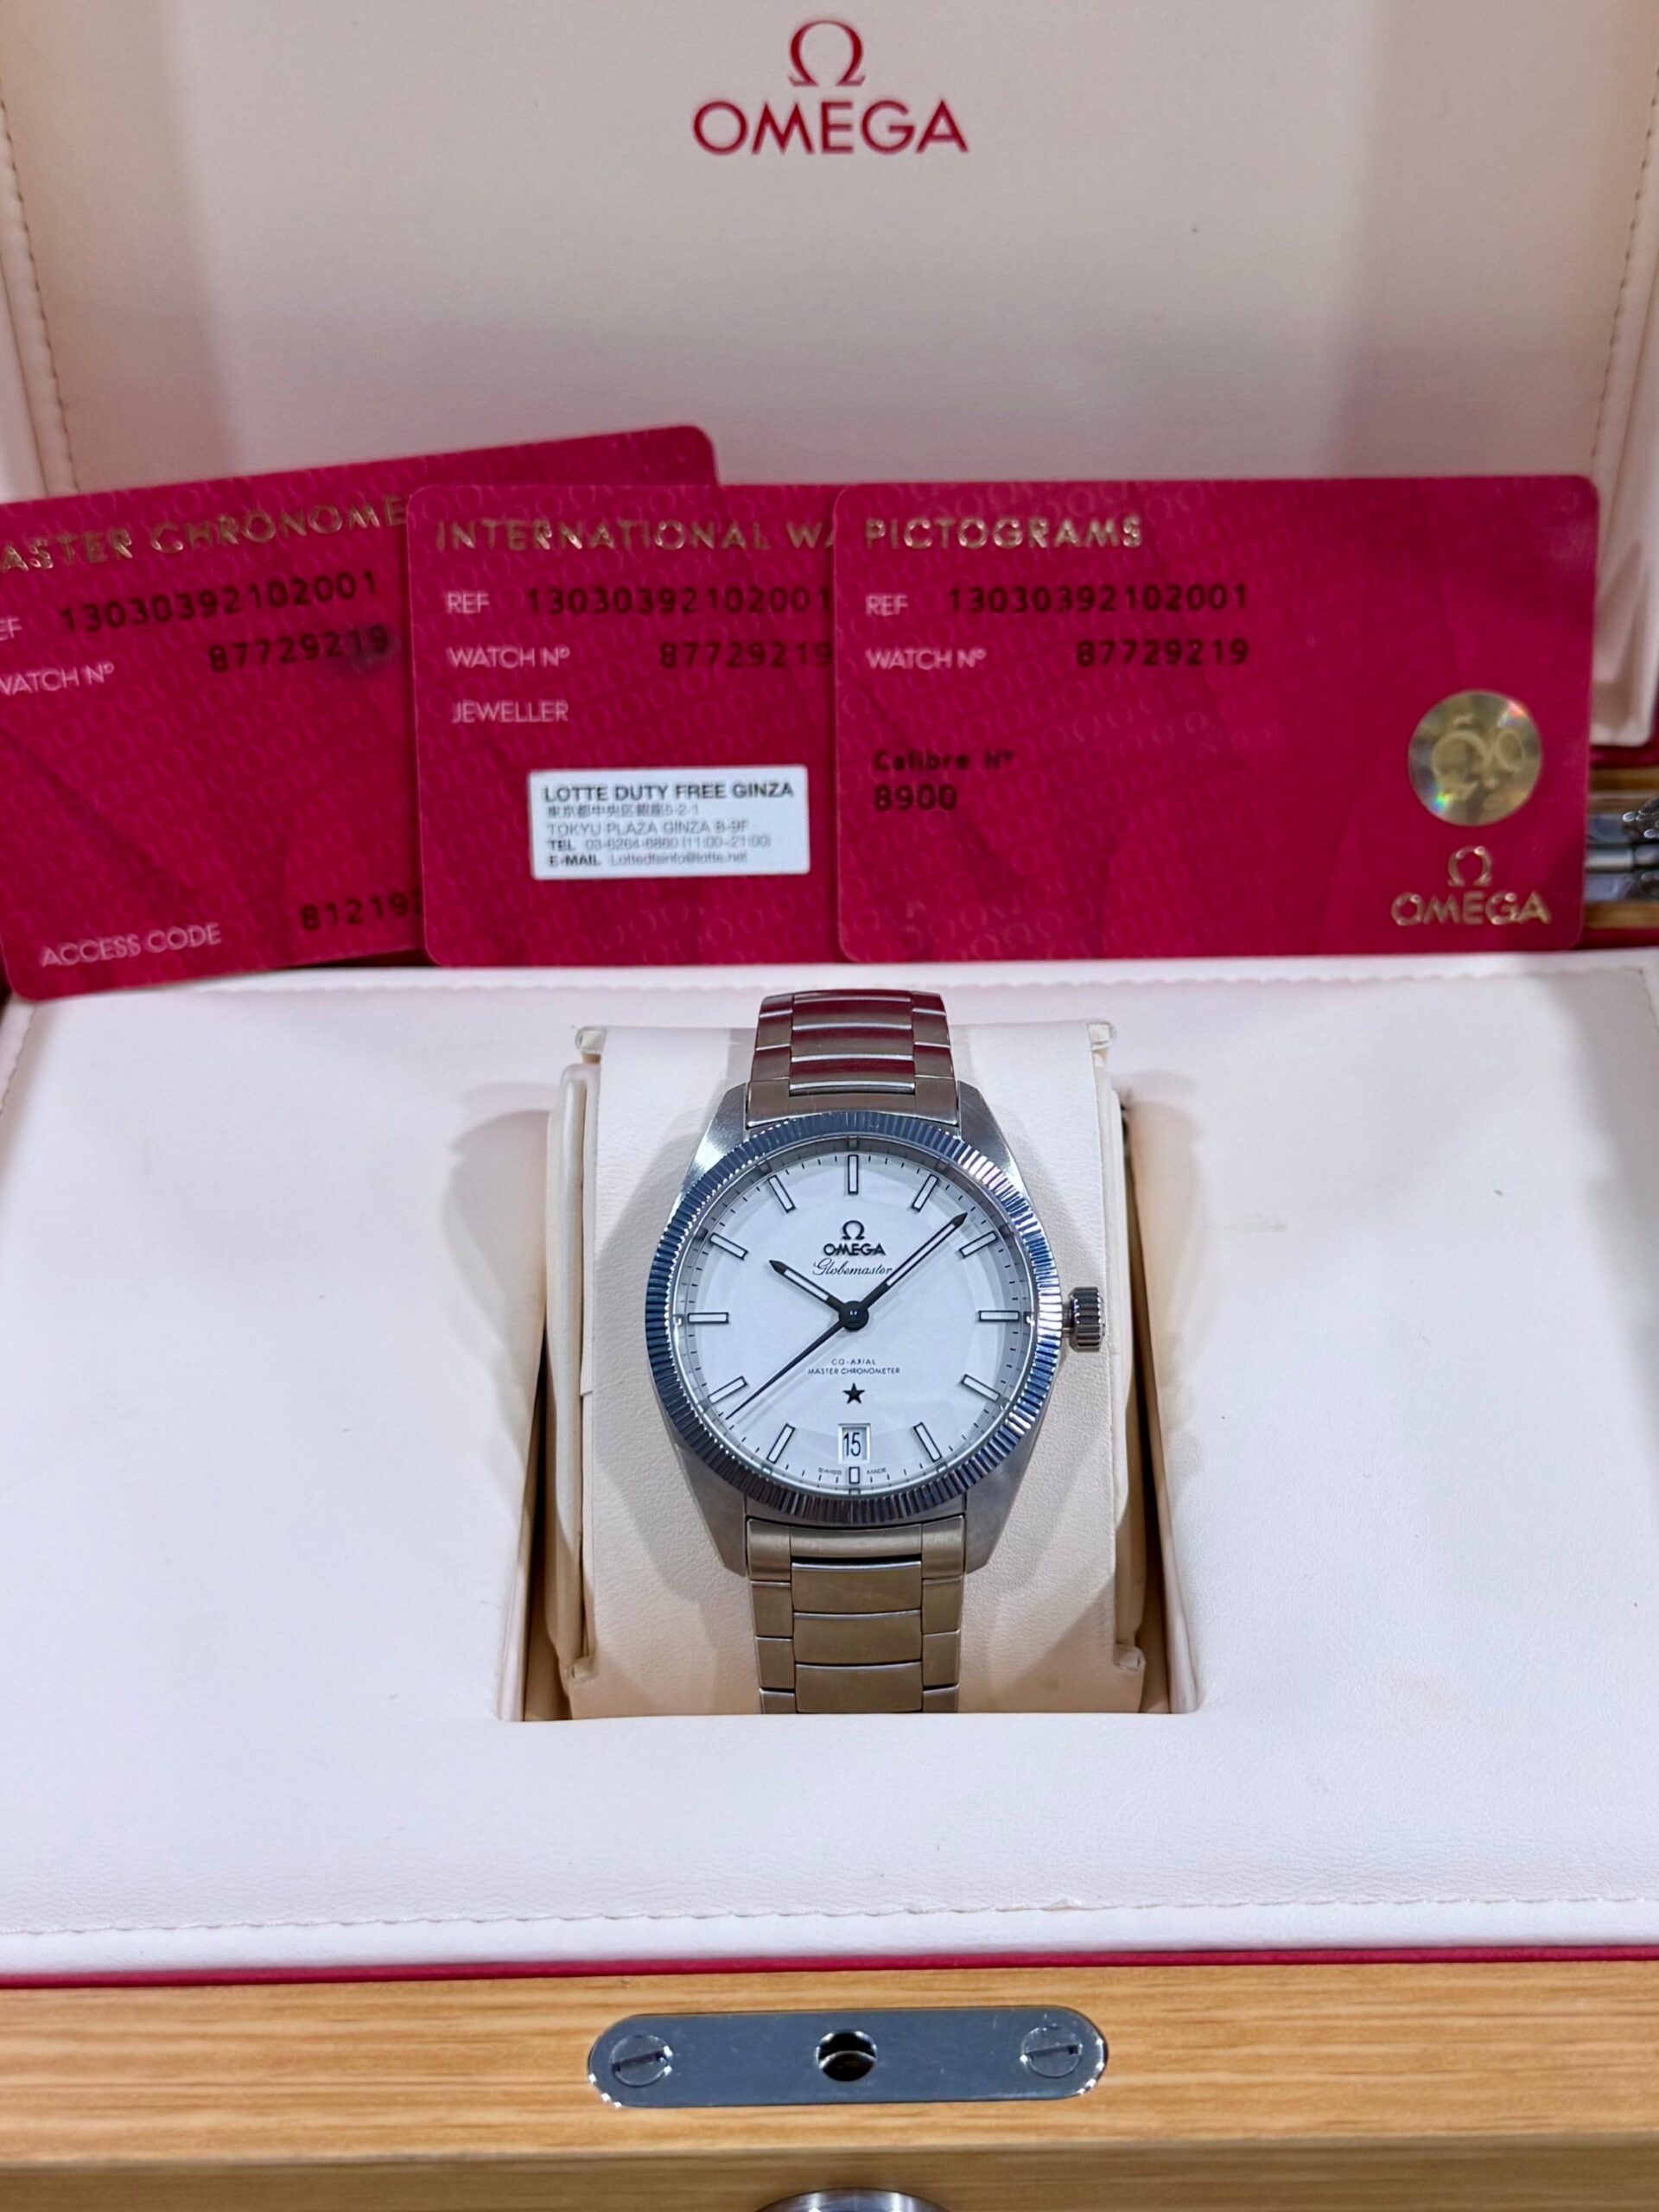 Ω
OMEGA
ASTER CHRONOME
EF 13030392102001
WATCH Nº 87729219
ACCESS CODE 81219
INTERNATIONAL WA
REF 13030392102001
WATCH Nº 87729219
JEWELLER
LOTTE DUTY FREE GINZA
東京都中央区銀座5-2-1
TOKYU PLAZA GINZA 8-9F
TEL 03-6264-6860 (11:00~21:00)
E-MAIL Lottedfsinfo@lotte.net
PICTOGRAMS
REF 13030392102001
WATCH Nº 87729219
Calibre Nº
8900
Ω
OMEGA
Ω
OMEGA
Globemaster
CO-AXIAL
MASTER CHRONOMETER
15
SWISS MADE